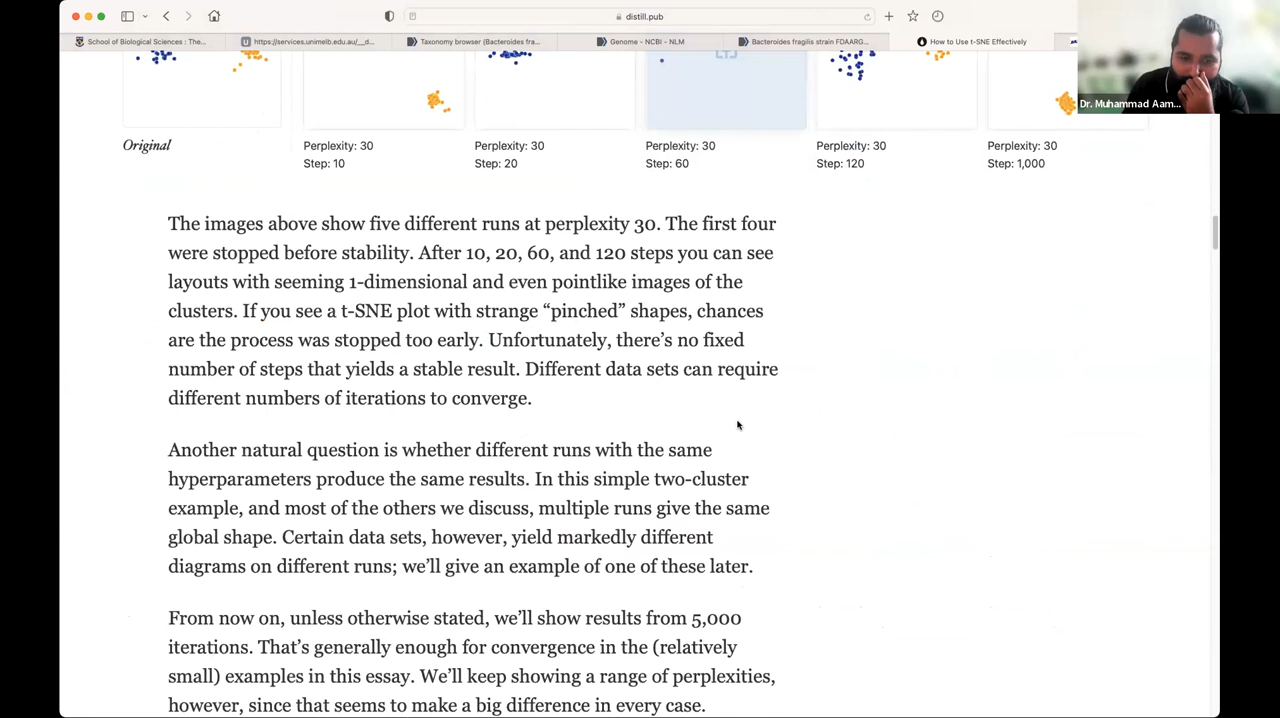 distill.pub
School of Biological Sciences : The...
https://services.unimelb.edu.au/__d...
Taxonomy browser (Bacteroides fra...
Genome - NCBI - NLM
Bacteroides fragilis strain FDAARG...
How to Use t-SNE Effectively
Dr. Muhammad Aam...
Original
Perplexity: 30
Step: 10
Perplexity: 30
Step: 20
Perplexity: 30
Step: 60
Perplexity: 30
Step: 120
Perplexity: 30
Step: 1,000
The images above show five different runs at perplexity 30. The first four
were stopped before stability. After 10, 20, 60, and 120 steps you can see
layouts with seeming 1-dimensional and even pointlike images of the
clusters. If you see a t-SNE plot with strange “pinched” shapes, chances
are the process was stopped too early. Unfortunately, there’s no fixed
number of steps that yields a stable result. Different data sets can require
different numbers of iterations to converge.
Another natural question is whether different runs with the same
hyperparameters produce the same results. In this simple two-cluster
example, and most of the others we discuss, multiple runs give the same
global shape. Certain data sets, however, yield markedly different
diagrams on different runs; we’ll give an example of one of these later.
From now on, unless otherwise stated, we’ll show results from 5,000
iterations. That’s generally enough for convergence in the (relatively
small) examples in this essay. We’ll keep showing a range of perplexities,
however, since that seems to make a big difference in every case.